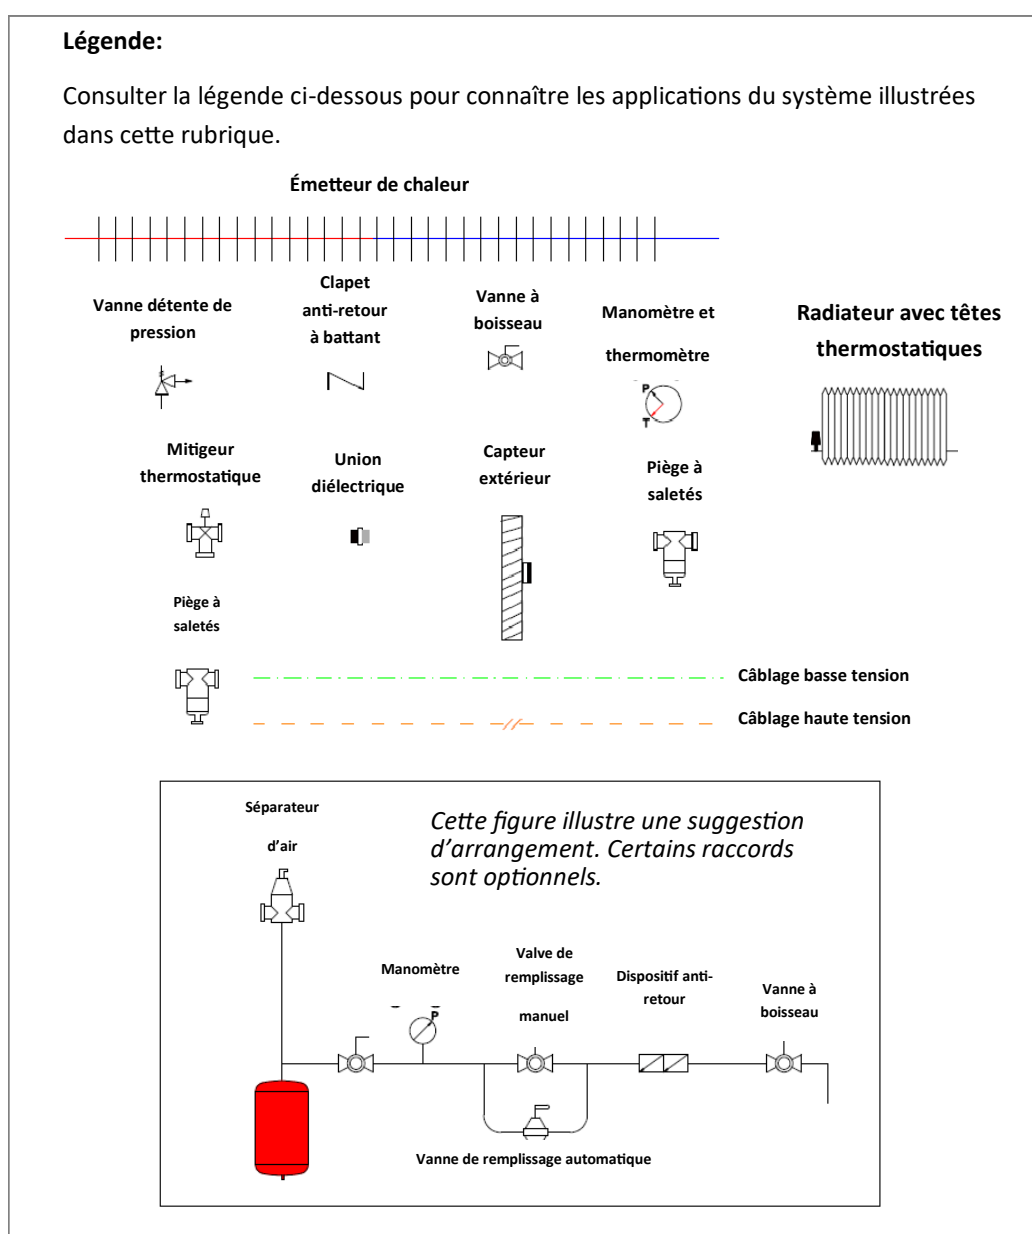 Légende:
Consulter la légende ci-dessous pour connaître les applications du système illustrées
dans cette rubrique.
Émetteur de chaleur
Vanne détente de
pression
Clapet
anti-retour
à battant
Vanne à
boisseau
Manomètre et
thermomètre
P
T
Radiateur avec têtes
thermostatiques
Mitigeur
thermostatique
Union
diélectrique
Capteur
extérieur
Piège à
saletés
Piège à
saletés
Câblage basse tension
Câblage haute tension
Séparateur
d'air
Cette figure illustre une suggestion
d'arrangement. Certains raccords
sont optionnels.
Manomètre
P
Valve de
remplissage
manuel
Dispositif anti-
retour
Vanne à
boisseau
Vanne de remplissage automatique